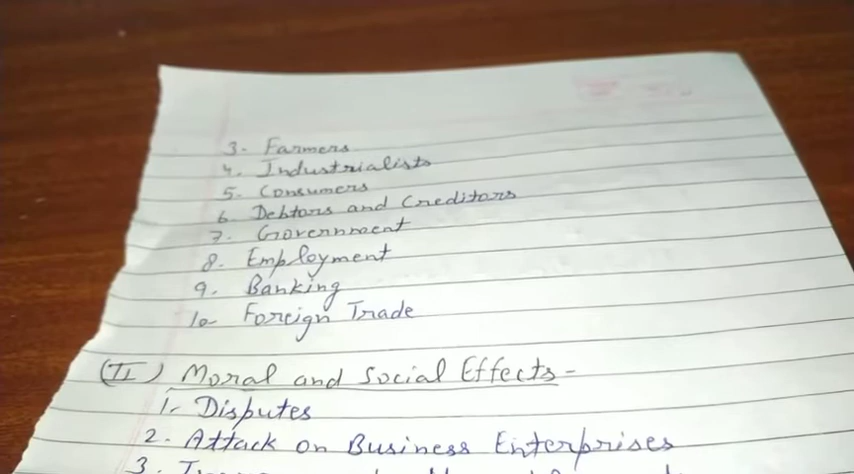 3. Farmers
4. Industrialists
5. Consumers
6. Debtors and Creditors
7. Government
8. Employment
9. Banking
10. Foreign Trade
(II) Moral and Social Effects -
1. Disputes
2. Attack on Business Enterprises
3.